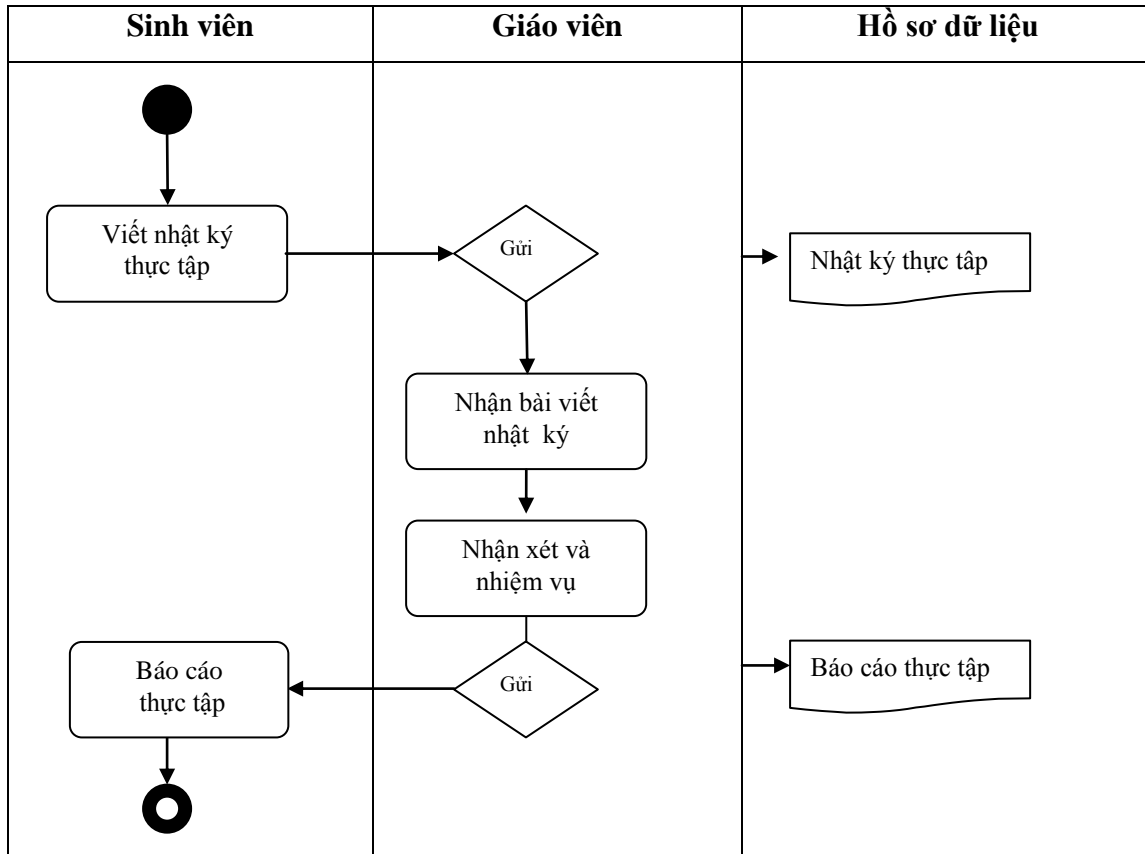 Sinh viên
Giáo viên
Hồ sơ dữ liệu
Viết nhật ký
thực tập
Gửi
Nhật ký thực tâp
Nhận bài viết
nhật ký
Nhận xét và
nhiệm vụ
Báo cáo
thực tập
Gửi
Báo cáo thực tập